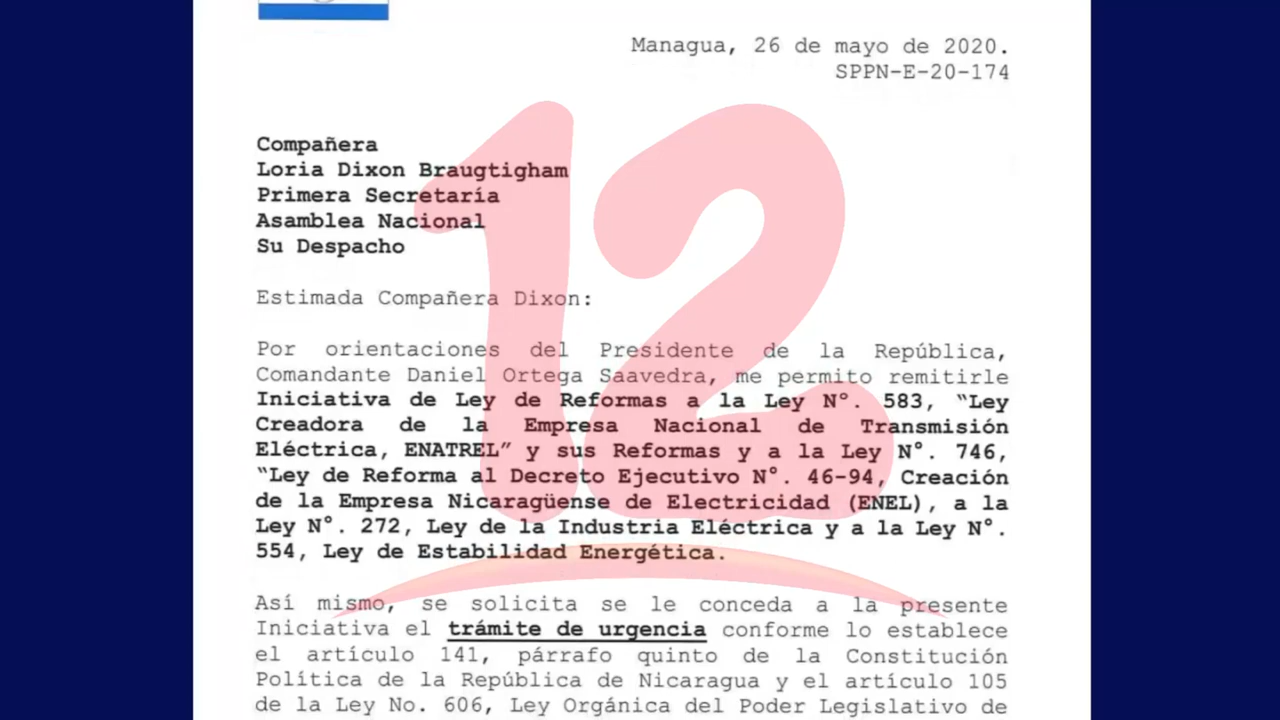 Managua, 26 de mayo de 2020.
SPPN-E-20-174
Compañera
Loria Dixon Braugtigham
Primera Secretaría
Asamblea Nacional
Su Despacho
Estimada Compañera Dixon:
Por orientaciones del Presidente de la República,
Comandante Daniel Ortega Saavedra, me permito remitirle
Iniciativa de Ley de Reformas a la Ley N°. 583, “Ley
Creadora de la Empresa Nacional de Transmisión
Eléctrica, ENATREL” y sus Reformas y a la Ley N°. 746,
“Ley de Reforma al Decreto Ejecutivo N°. 46-94, Creación
de la Empresa Nicaragüense de Electricidad (ENEL), a la
Ley N°. 272, Ley de la Industria Eléctrica y a la Ley N°.
554, Ley de Estabilidad Energética.
Así mismo, se solicita se le conceda a la presente
Iniciativa el trámite de urgencia conforme lo establece
el artículo 141, párrafo quinto de la Constitución
Política de la República de Nicaragua y el artículo 105
de la Ley No. 606, Ley Orgánica del Poder Legislativo de
12